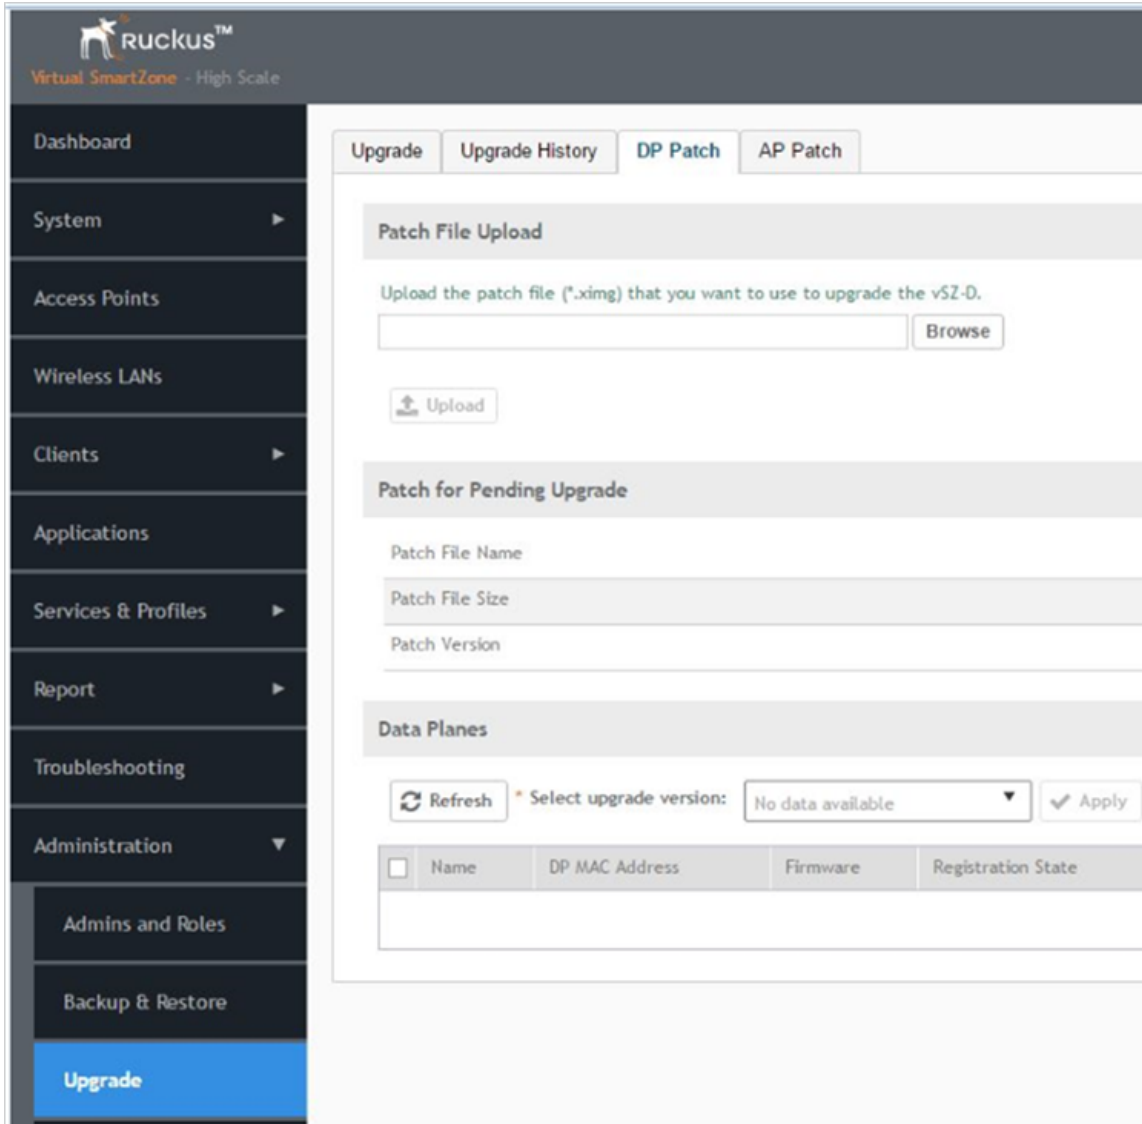 RUCKUS™
Virtual SmartZone - High Scale
Dashboard
System
Access Points
Wireless LANs
Clients
Applications
Services & Profiles
Report
Troubleshooting
Administration
Admins and Roles
Backup & Restore
Upgrade
Upgrade Upgrade History DP Patch AP Patch
Patch File Upload
Upload the patch file (*.ximg) that you want to use to upgrade the vSZ-D.
Browse
Upload
Patch for Pending Upgrade
Patch File Name
Patch File Size
Patch Version
Data Planes
Refresh * Select upgrade version: No data available Apply
Name DP MAC Address Firmware Registration State